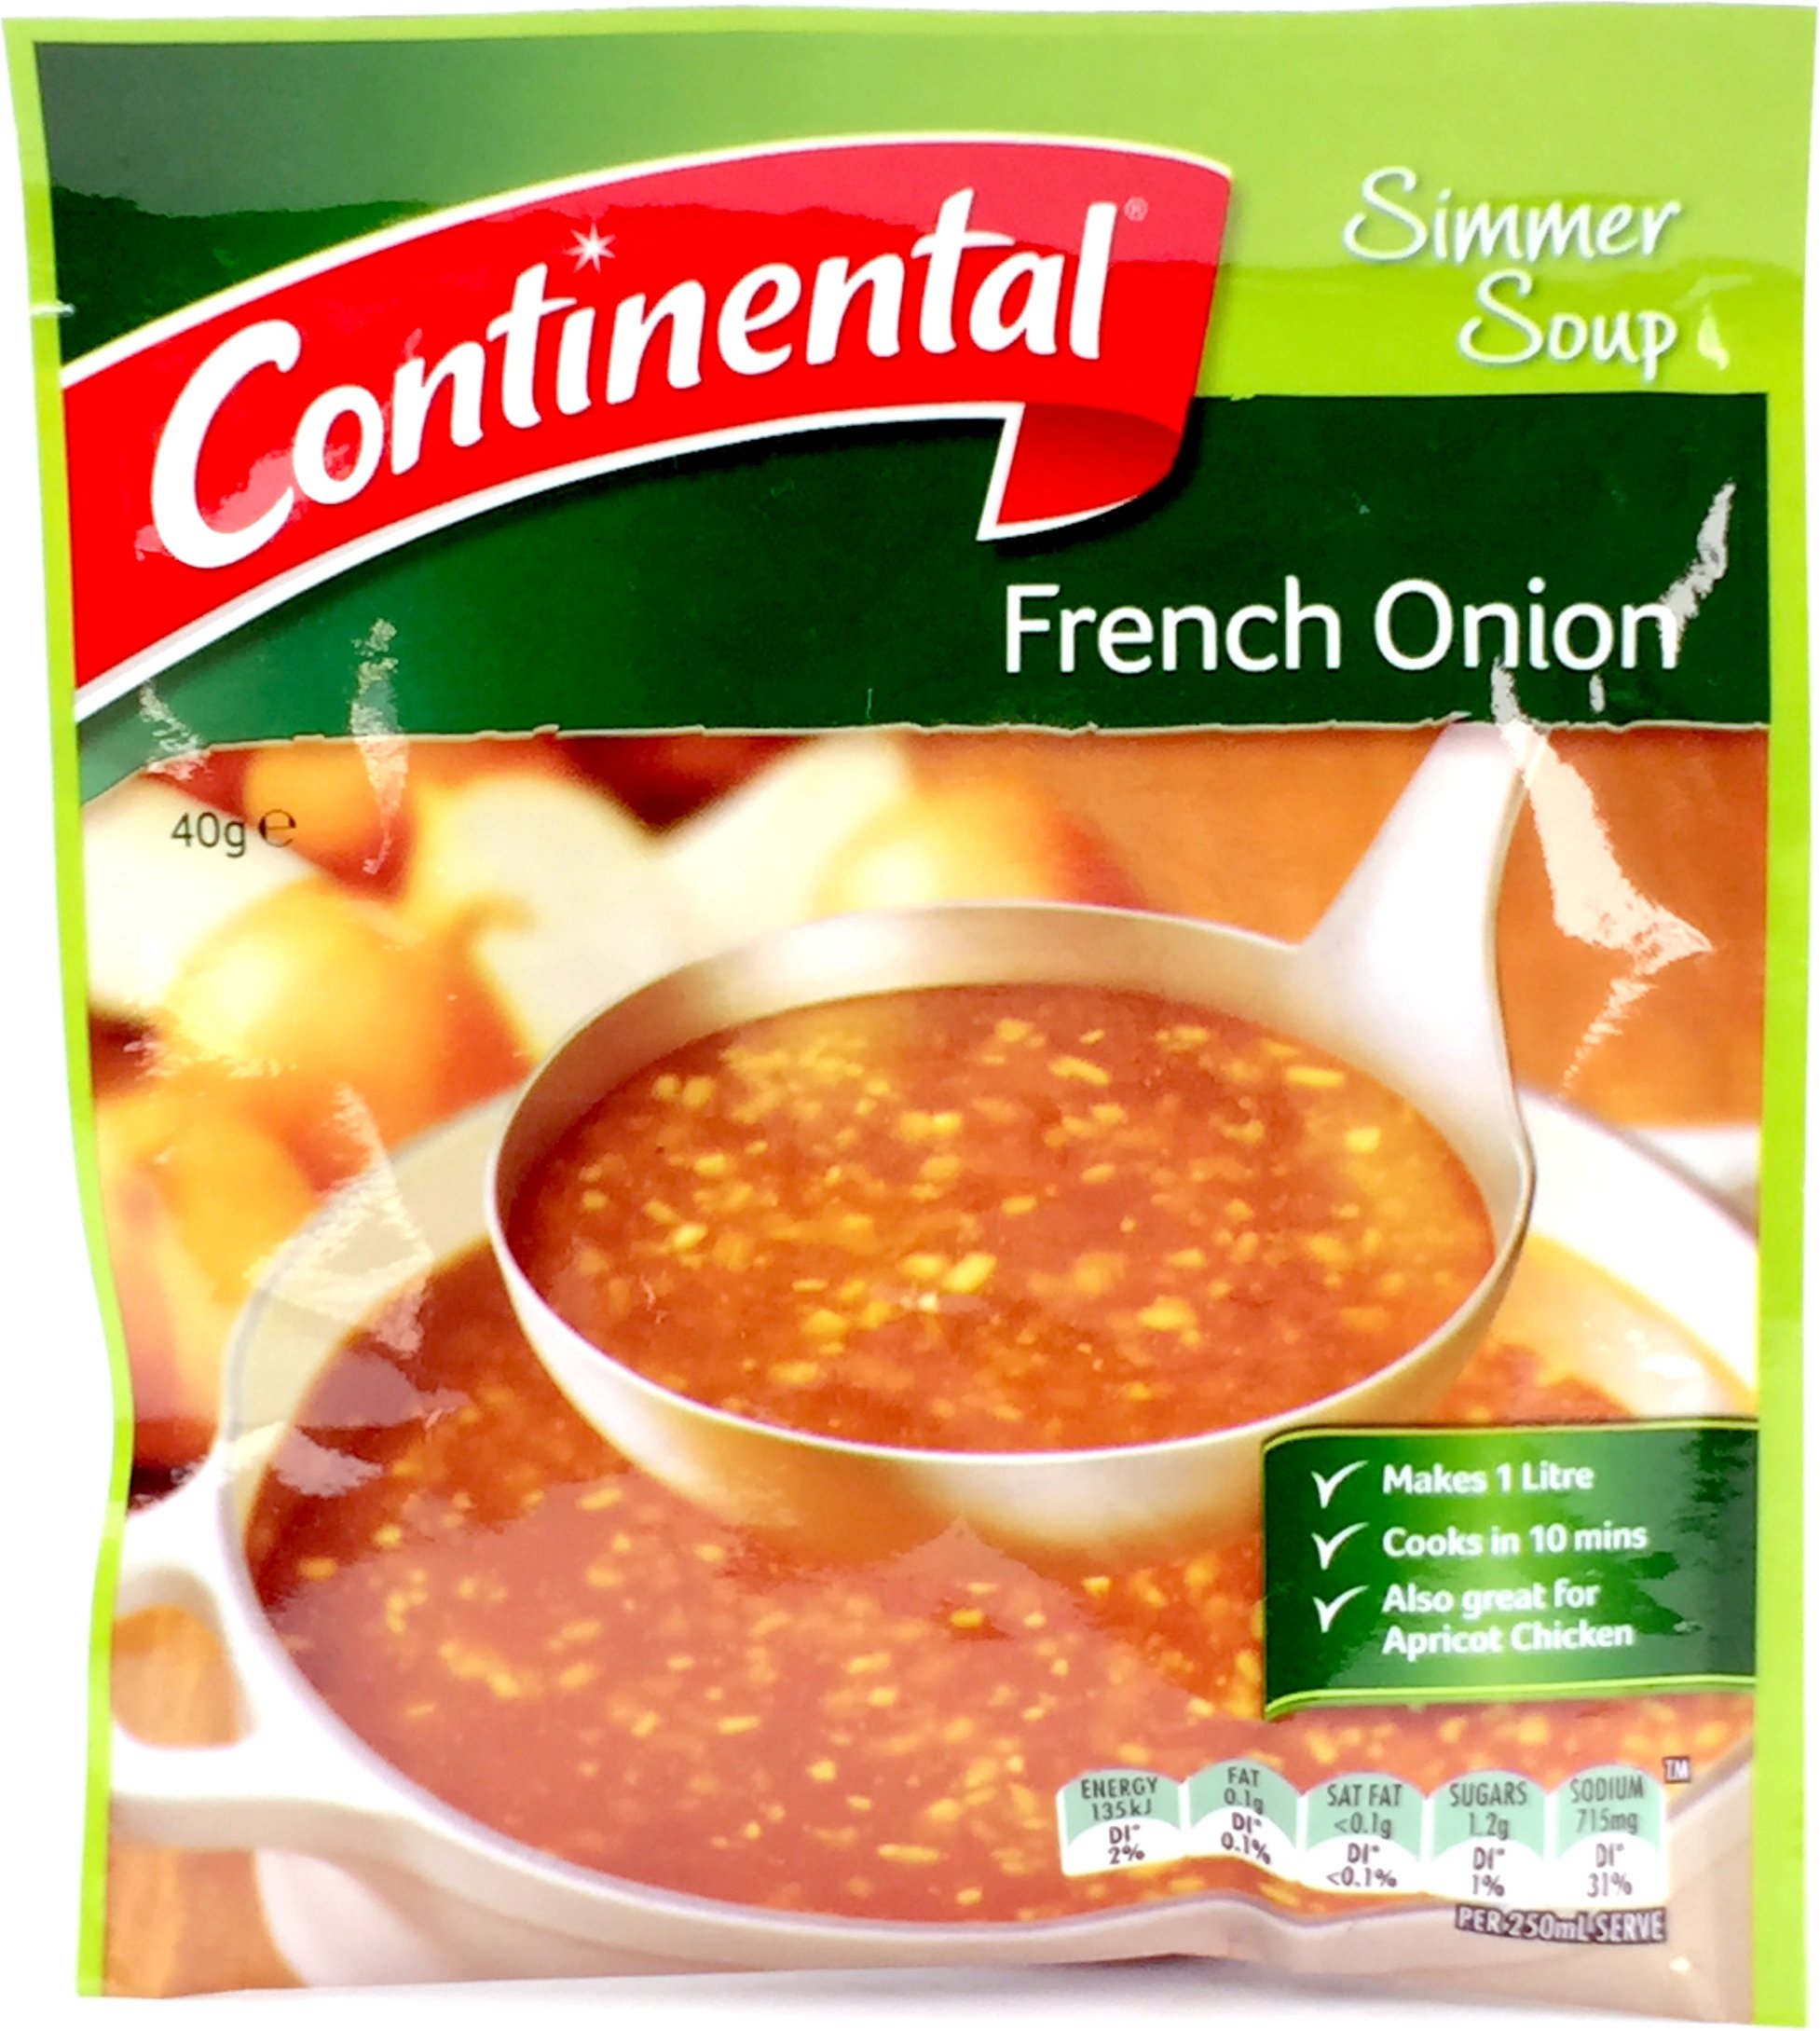 Continental®
Simmer
Soup
French Onion
40g ℮
Makes 1 Litre
Cooks in 10 mins
Also great for
Apricot Chicken
ENERGY
135kJ
DI*
2%
FAT
0.1g
DI*
0.1%
SAT FAT
<0.1g
DI*
<0.1%
SUGARS
1.2g
DI*
1%
SODIUM
715mg
DI*
31%
TM
PER 250mL SERVE